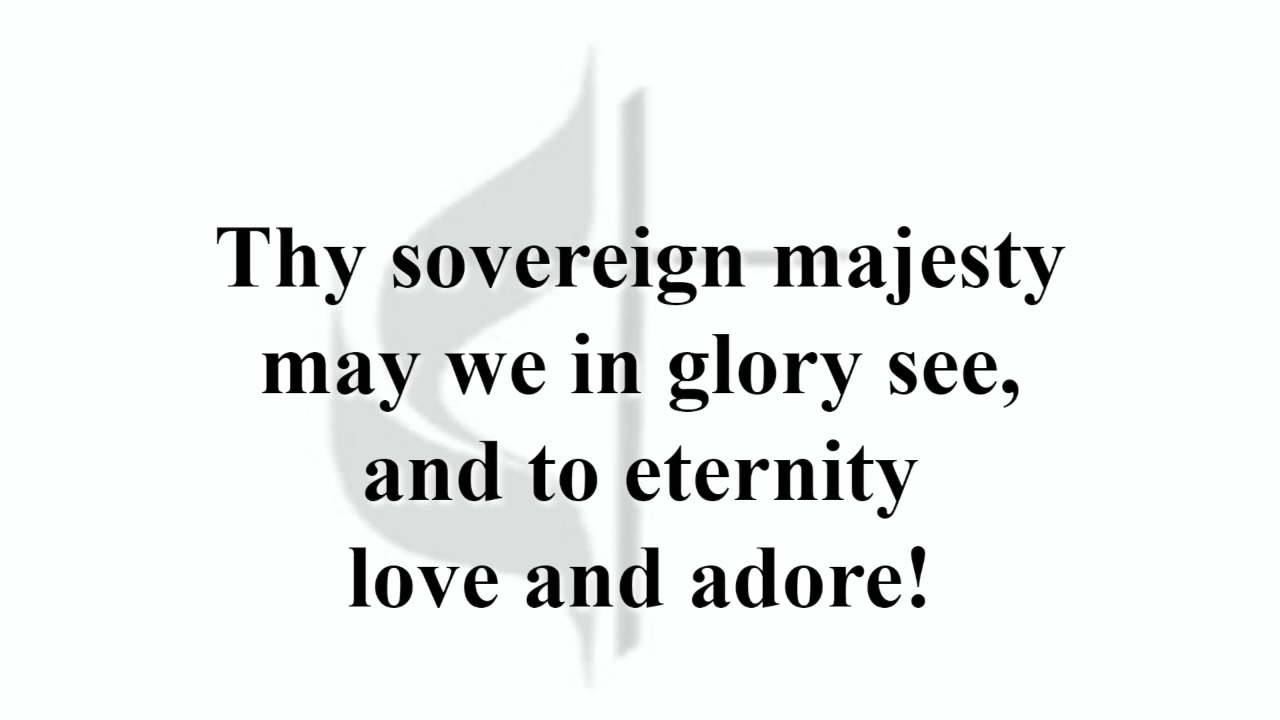 Thy sovereign majesty
may we in glory see,
and to eternity
love and adore!